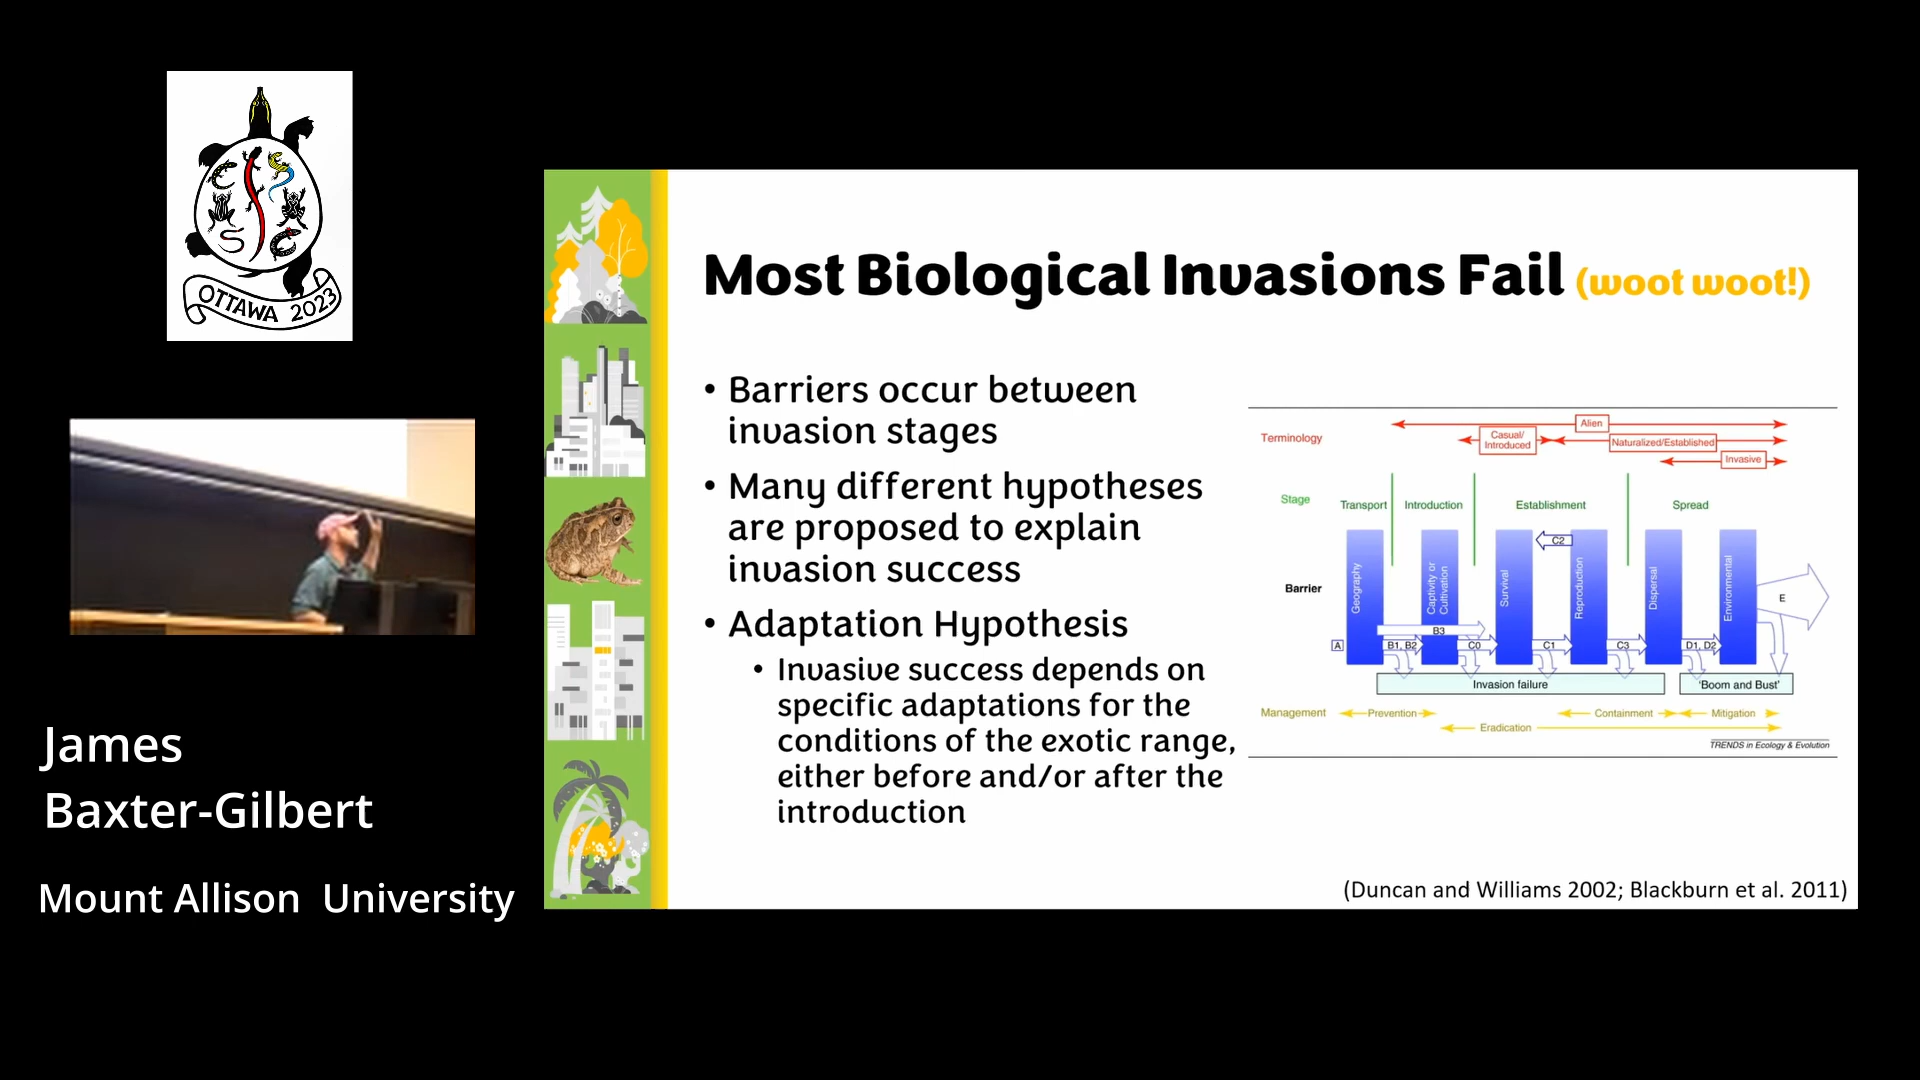 OTTAWA 2023
James
Baxter-Gilbert
Mount Allison University
Most Biological Invasions Fail (woot woot!)
• Barriers occur between
invasion stages
• Many different hypotheses
are proposed to explain
invasion success
• Adaptation Hypothesis
• Invasive success depends on
specific adaptations for the
conditions of the exotic range,
either before and/or after the
introduction
Terminology
Alien
Casual/
Introduced
Naturalized/Established
Invasive
Stage
Transport
Introduction
Establishment
Spread
Barrier
Geography
Captivity or
Cultivation
Survival
Reproduction
Dispersal
Environmental
C2
E
B3
A
B1, B2
C0
C1
C3
D1, D2
Invasion failure
'Boom and Bust'
Management
Prevention
Containment
Mitigation
Eradication
TRENDS in Ecology & Evolution
(Duncan and Williams 2002; Blackburn et al. 2011)